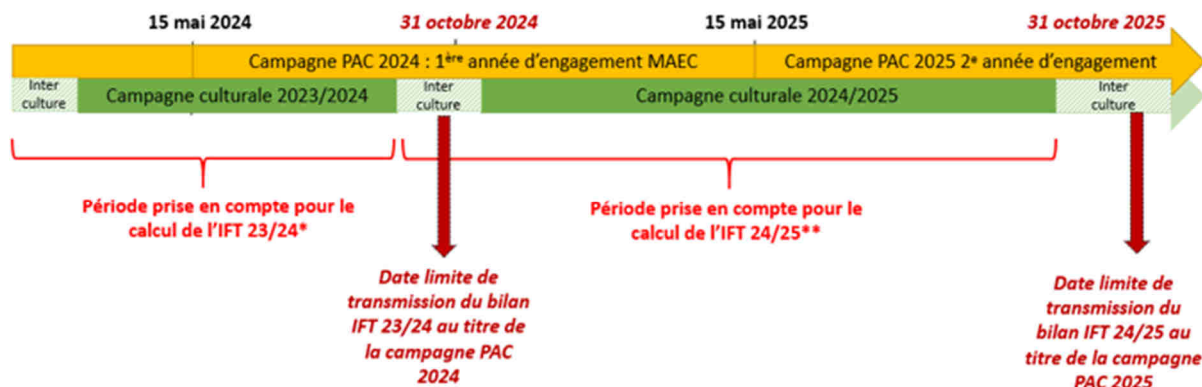 15 mai 2024
31 octobre 2024
15 mai 2025
31 octobre 2025
Campagne PAC 2024 : 1ère année d'engagement MAEC
Campagne PAC 2025 2e année d'engagement
Inter
culture
Campagne culturale 2023/2024
Inter
culture
Campagne culturale 2024/2025
Inter
culture
Période prise en compte pour le
calcul de l'IFT 23/24*
Période prise en compte pour le
calcul de l'IFT 24/25**
Date limite de
transmission du bilan
IFT 23/24 au titre de
la campagne PAC
2024
Date limite de
transmission du
bilan IFT 24/25 au
titre de la campagne
PAC 2025